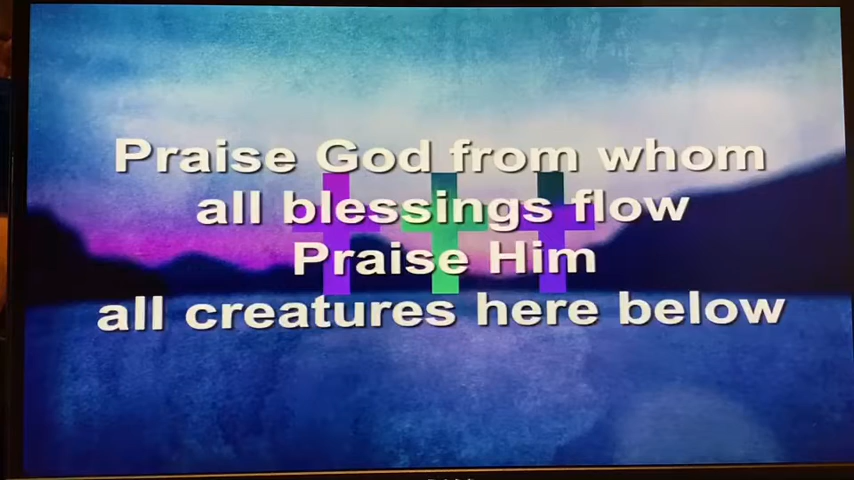 Praise God from whom
all blessings flow
Praise Him
all creatures here below